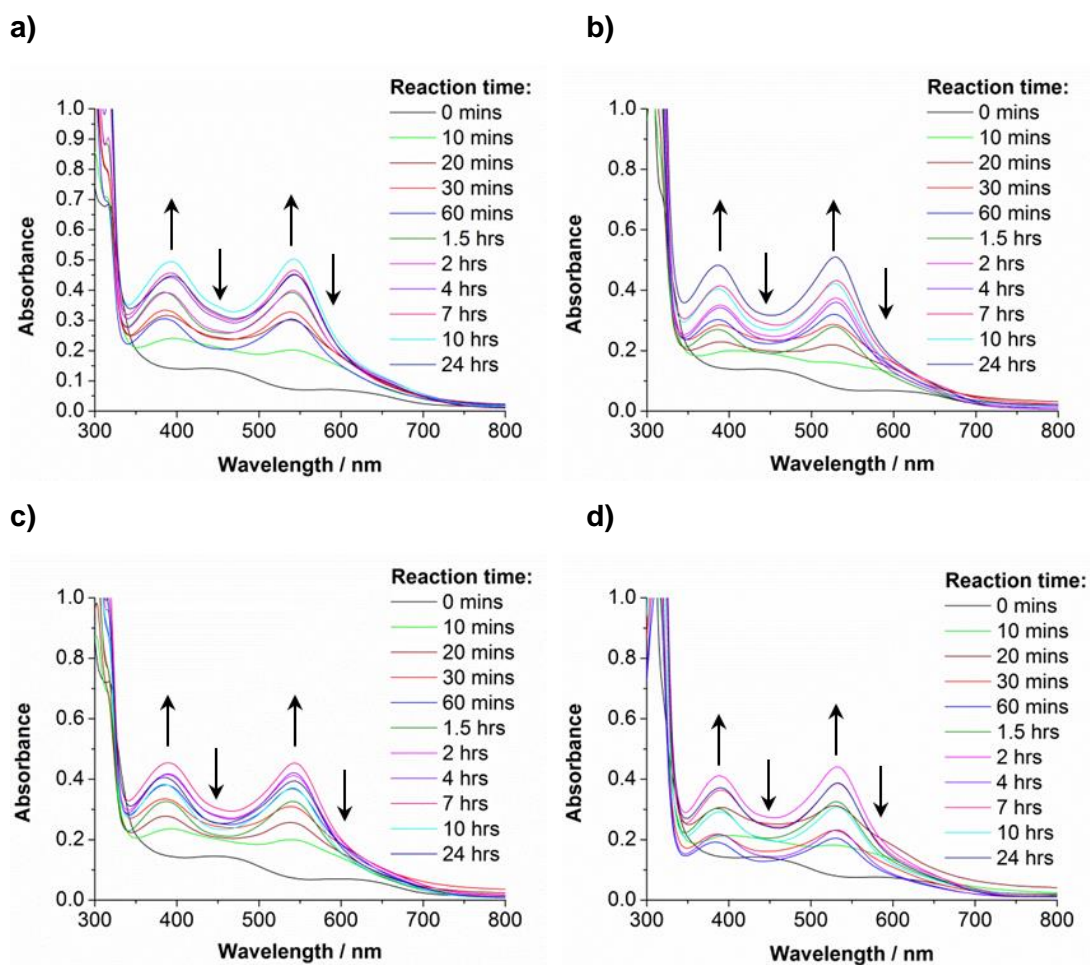 a)
Reaction time:
0 mins
10 mins
20 mins
30 mins
60 mins
1.5 hrs
2 hrs
4 hrs
7 hrs
10 hrs
24 hrs
1.0
0.9
0.8
0.7
0.6
0.5
0.4
0.3
0.2
0.1
0.0
Absorbance
300 400 500 600 700 800
Wavelength / nm
b)
Reaction time:
0 mins
10 mins
20 mins
30 mins
60 mins
1.5 hrs
2 hrs
4 hrs
7 hrs
10 hrs
24 hrs
1.0
0.8
0.6
0.4
0.2
0.0
Absorbance
300 400 500 600 700 800
Wavelength / nm
c)
Reaction time:
0 mins
10 mins
20 mins
30 mins
60 mins
1.5 hrs
2 hrs
4 hrs
7 hrs
10 hrs
24 hrs
1.0
0.8
0.6
0.4
0.2
0.0
Absorbance
300 400 500 600 700 800
Wavelength / nm
d)
Reaction time:
0 mins
10 mins
20 mins
30 mins
60 mins
1.5 hrs
2 hrs
4 hrs
7 hrs
10 hrs
24 hrs
1.0
0.8
0.6
0.4
0.2
0.0
Absorbance
300 400 500 600 700 800
Wavelength / nm